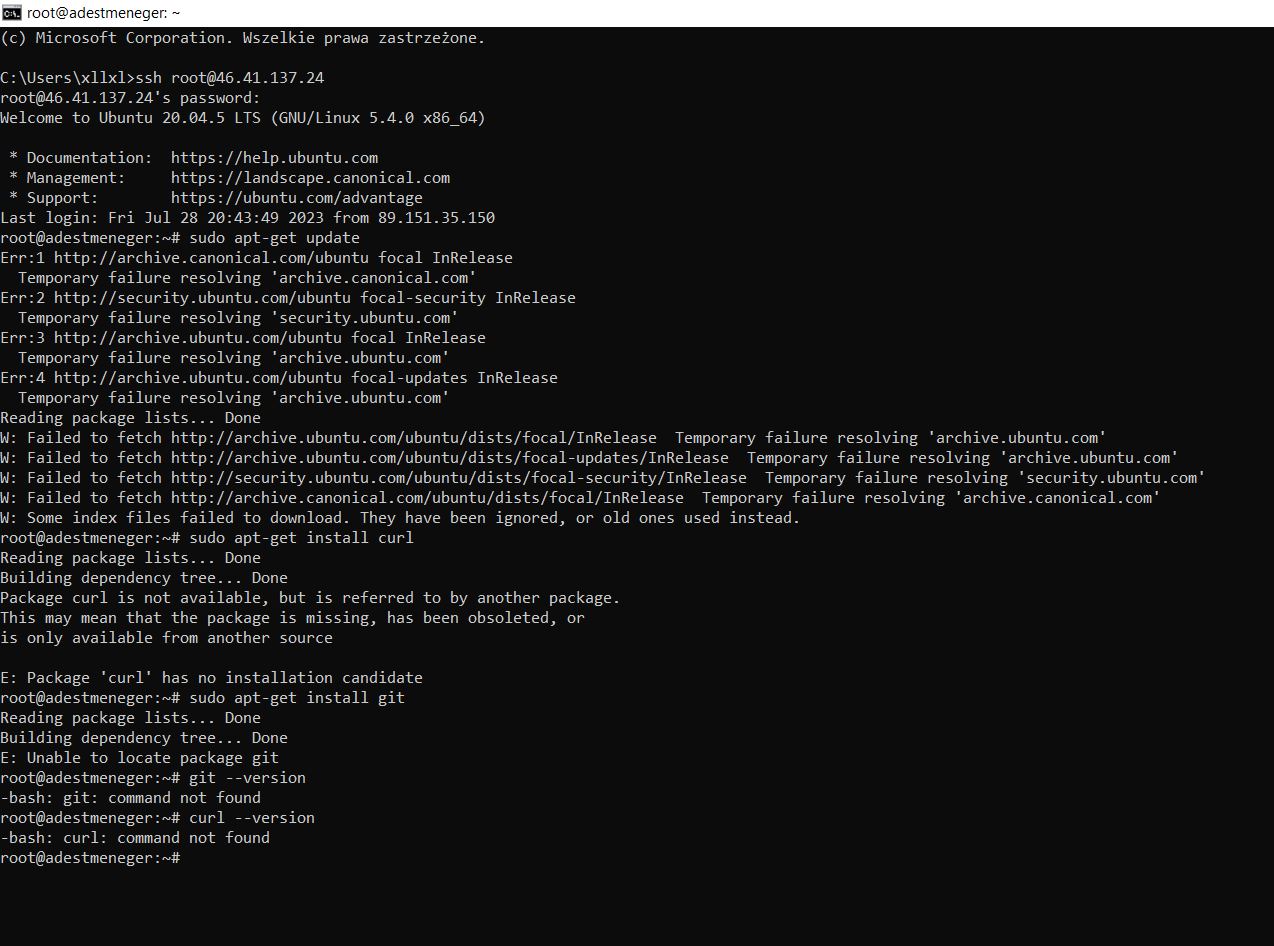 root@adestmeneger: ~
(c) Microsoft Corporation. Wszelkie prawa zastrzeżone.
C:\Users\xllxl>ssh root@46.41.137.24
root@46.41.137.24's password:
Welcome to Ubuntu 20.04.5 LTS (GNU/Linux 5.4.0 x86_64)
* Documentation:  https://help.ubuntu.com
* Management:     https://landscape.canonical.com
* Support:        https://ubuntu.com/advantage
Last login: Fri Jul 28 20:43:49 2023 from 89.151.35.150
root@adestmeneger:~# sudo apt-get update
Err:1 http://archive.canonical.com/ubuntu focal InRelease
  Temporary failure resolving 'archive.canonical.com'
Err:2 http://security.ubuntu.com/ubuntu focal-security InRelease
  Temporary failure resolving 'security.ubuntu.com'
Err:3 http://archive.ubuntu.com/ubuntu focal InRelease
  Temporary failure resolving 'archive.ubuntu.com'
Err:4 http://archive.ubuntu.com/ubuntu focal-updates InRelease
  Temporary failure resolving 'archive.ubuntu.com'
Reading package lists... Done
W: Failed to fetch http://archive.ubuntu.com/ubuntu/dists/focal/InRelease  Temporary failure resolving 'archive.ubuntu.com'
W: Failed to fetch http://archive.ubuntu.com/ubuntu/dists/focal-updates/InRelease  Temporary failure resolving 'archive.ubuntu.com'
W: Failed to fetch http://security.ubuntu.com/ubuntu/dists/focal-security/InRelease  Temporary failure resolving 'security.ubuntu.com'
W: Failed to fetch http://archive.canonical.com/ubuntu/dists/focal/InRelease  Temporary failure resolving 'archive.canonical.com'
W: Some index files failed to download. They have been ignored, or old ones used instead.
root@adestmeneger:~# sudo apt-get install curl
Reading package lists... Done
Building dependency tree... Done
Package curl is not available, but is referred to by another package.
This may mean that the package is missing, has been obsoleted, or
is only available from another source
E: Package 'curl' has no installation candidate
root@adestmeneger:~# sudo apt-get install git
Reading package lists... Done
Building dependency tree... Done
E: Unable to locate package git
root@adestmeneger:~# git --version
-bash: git: command not found
root@adestmeneger:~# curl --version
-bash: curl: command not found
root@adestmeneger:~#